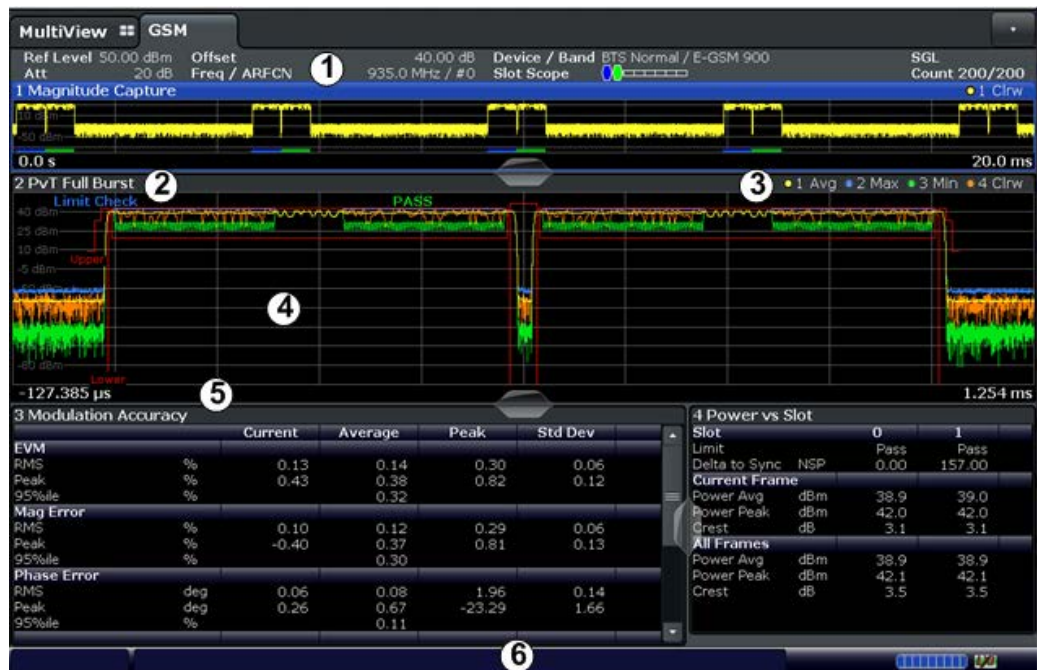 MultiView GSM
Ref Level 50.00 dBm Offset 40.00 dB Device / Band BTS Normal / E-GSM 900 SGL
Att 20 dB Freq / ARFCN 1 935.0 MHz / #0 Slot Scope Count 200/200
1 Magnitude Capture 1 Clrw
10 dBm
-50 dBm
0.0 s 20.0 ms
2 PvT Full Burst 2 3 1 Avg 2 Max 3 Min 4 Clrw
Limit Check PASS
40 dBm
25 dBm
10 dBm
Upper
-5 dBm
4
-80 dBm
Lower
-127.385 µs 5 1.254 ms
3 Modulation Accuracy
Current Average Peak Std Dev
EVM
RMS % 0.13 0.14 0.30 0.06
Peak % 0.43 0.38 0.82 0.12
95%ile % 0.32
Mag Error
RMS % 0.10 0.12 0.29 0.06
Peak % -0.40 0.37 0.81 0.13
95%ile % 0.30
Phase Error
RMS deg 0.06 0.08 1.96 0.14
Peak deg 0.26 0.67 -23.29 1.66
95%ile % 0.11
4 Power vs Slot
Slot 0 1
Limit Pass Pass
Delta to Sync NSP 0.00 157.00
Current Frame
Power Avg dBm 38.9 39.0
Power Peak dBm 42.0 42.0
Crest dB 3.1 3.1
All Frames
Power Avg dBm 38.9 38.9
Power Peak dBm 42.1 42.1
Crest dB 3.5 3.5
6